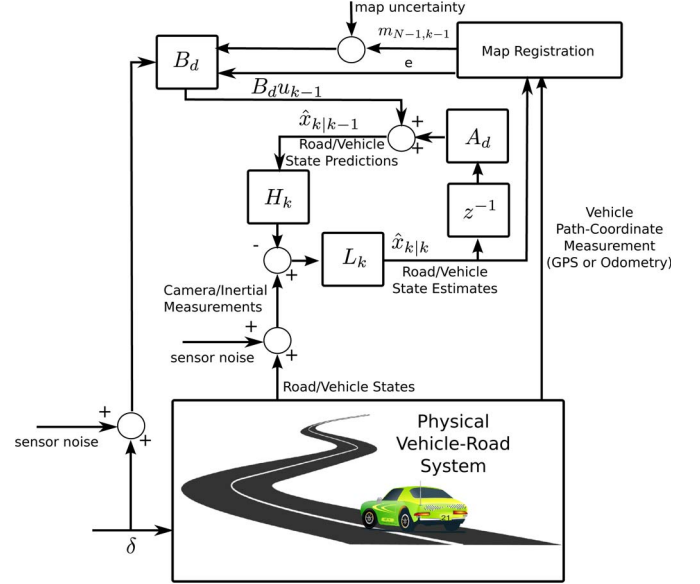 map uncertainty
m_{N-1,k-1}
Map Registration
e
B_d
B_d u_{k-1}
x̂_{k|k-1}
+
+
A_d
Road/Vehicle
State Predictions
H_k
z^{-1}
Vehicle
Path-Coordinate
Measurement
(GPS or Odometry)
-
+
L_k
x̂_{k|k}
Road/Vehicle
State Estimates
Camera/Inertial
Measurements
+
+
sensor noise
Road/Vehicle States
+
+
sensor noise
Physical
Vehicle-Road
System
21
δ